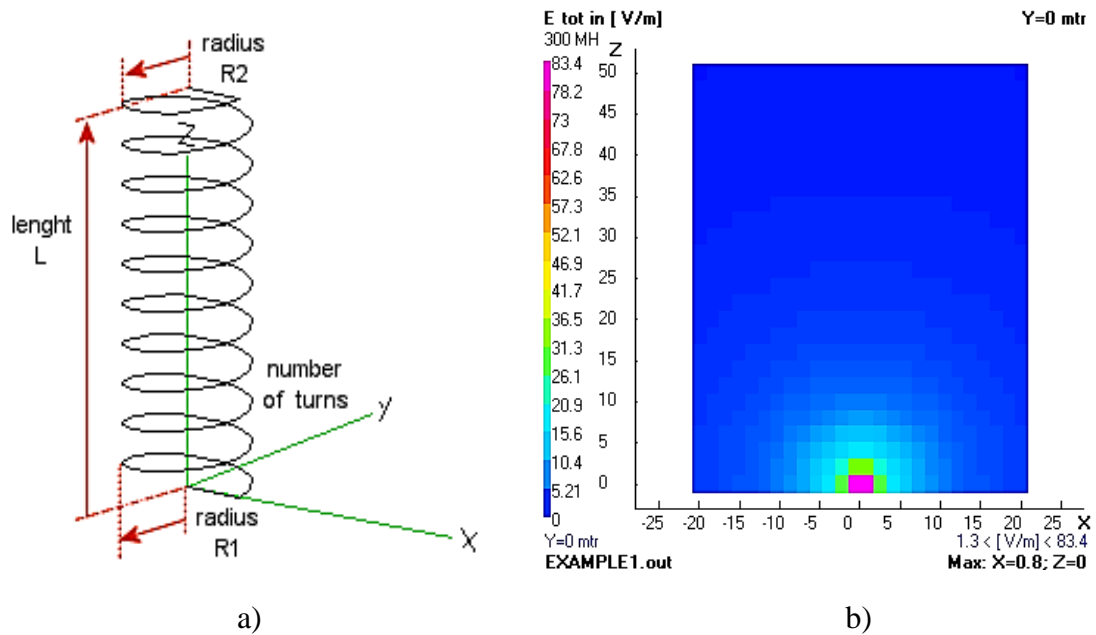 radius
R2
Z
lenght
L
number
of turns
y
X
radius
R1
a)
E tot in [ V/m]
Y=0 mtr
300 MH
83.4
78.2
73
67.8
62.6
57.3
52.1
46.9
41.7
36.5
31.3
26.1
20.9
15.6
10.4
5.21
0
Z
50
45
40
35
30
25
20
15
10
5
0
-25 -20 -15 -10 -5 0 5 10 15 20 25 X
Y=0 mtr
1.3 < [ V/m] < 83.4
EXAMPLE1.out
Max: X=0.8; Z=0
b)